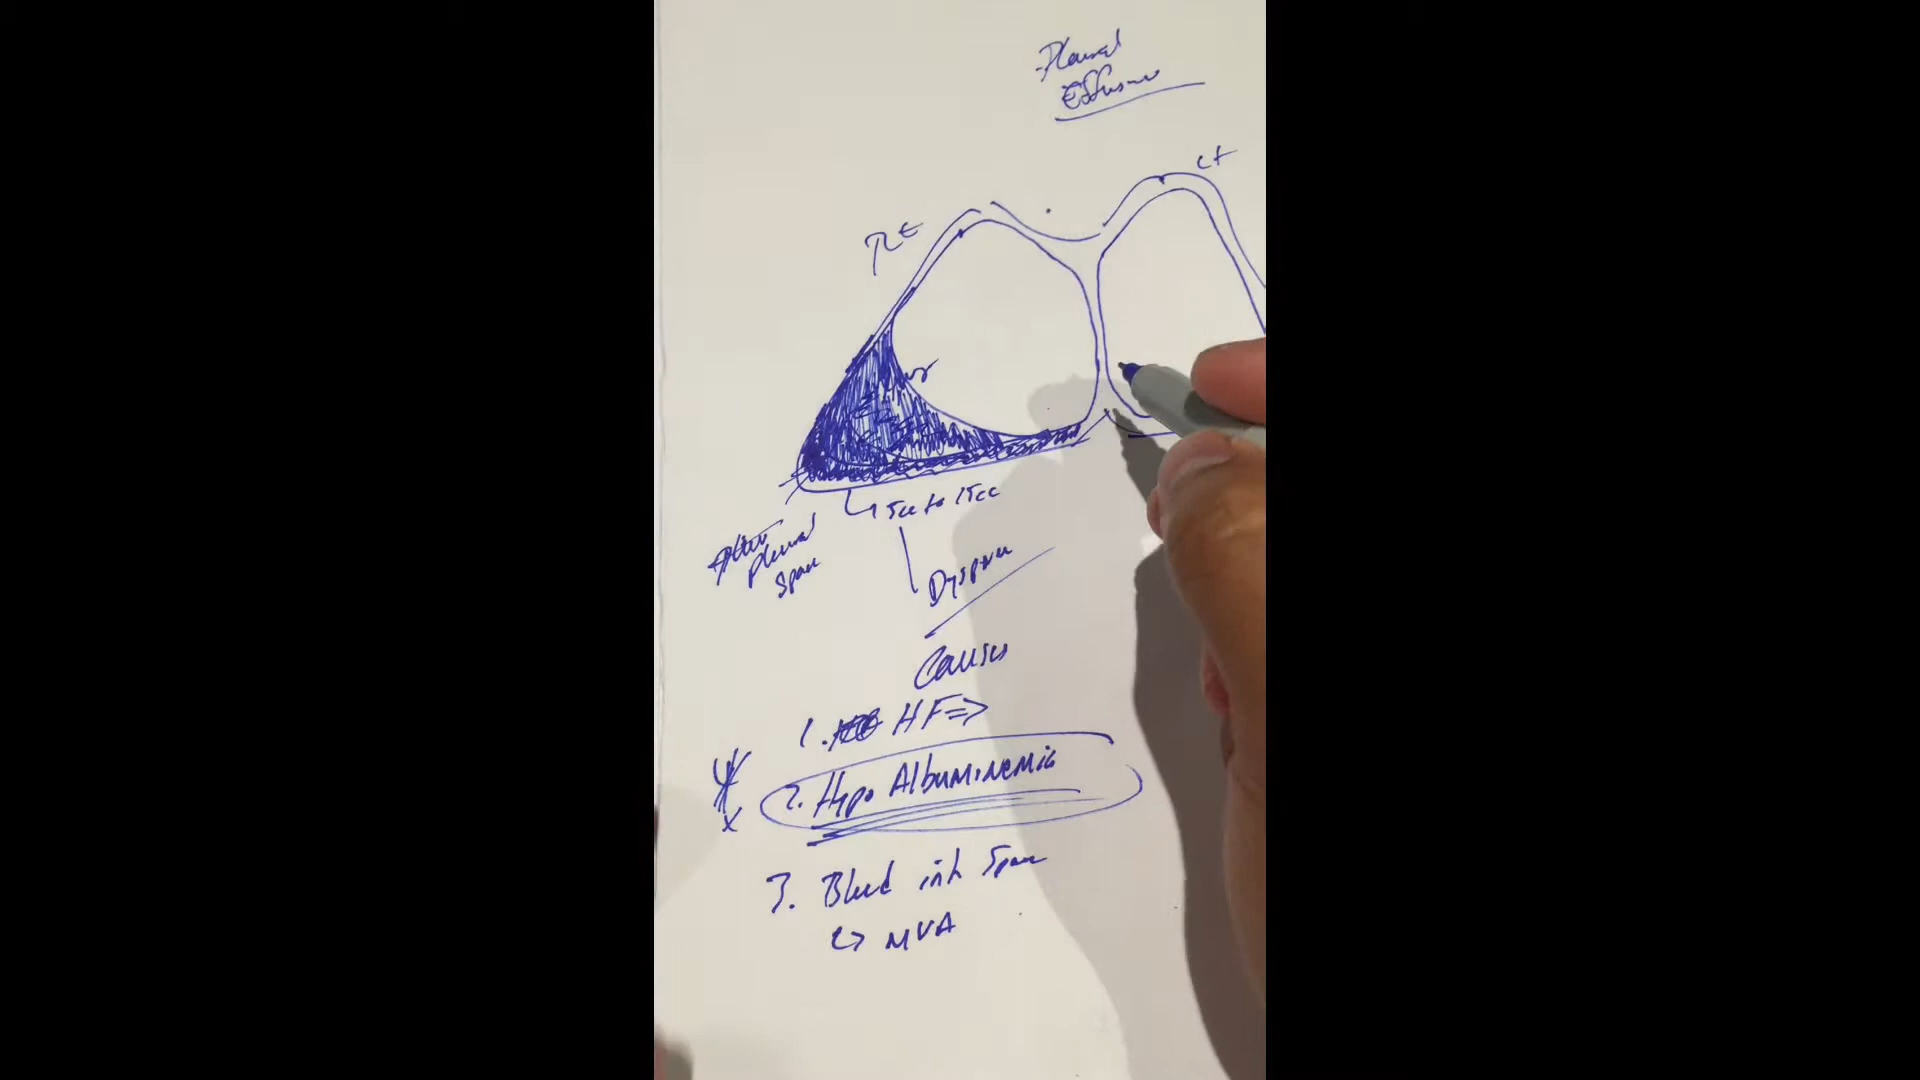 Pleural
Effusion
Lt
Rt
5cc to 15cc
Pleural
Space
Dyspnea
Causes
1. HF =>
2. Hypo Albuminemia
3. Blood into Space
MVA